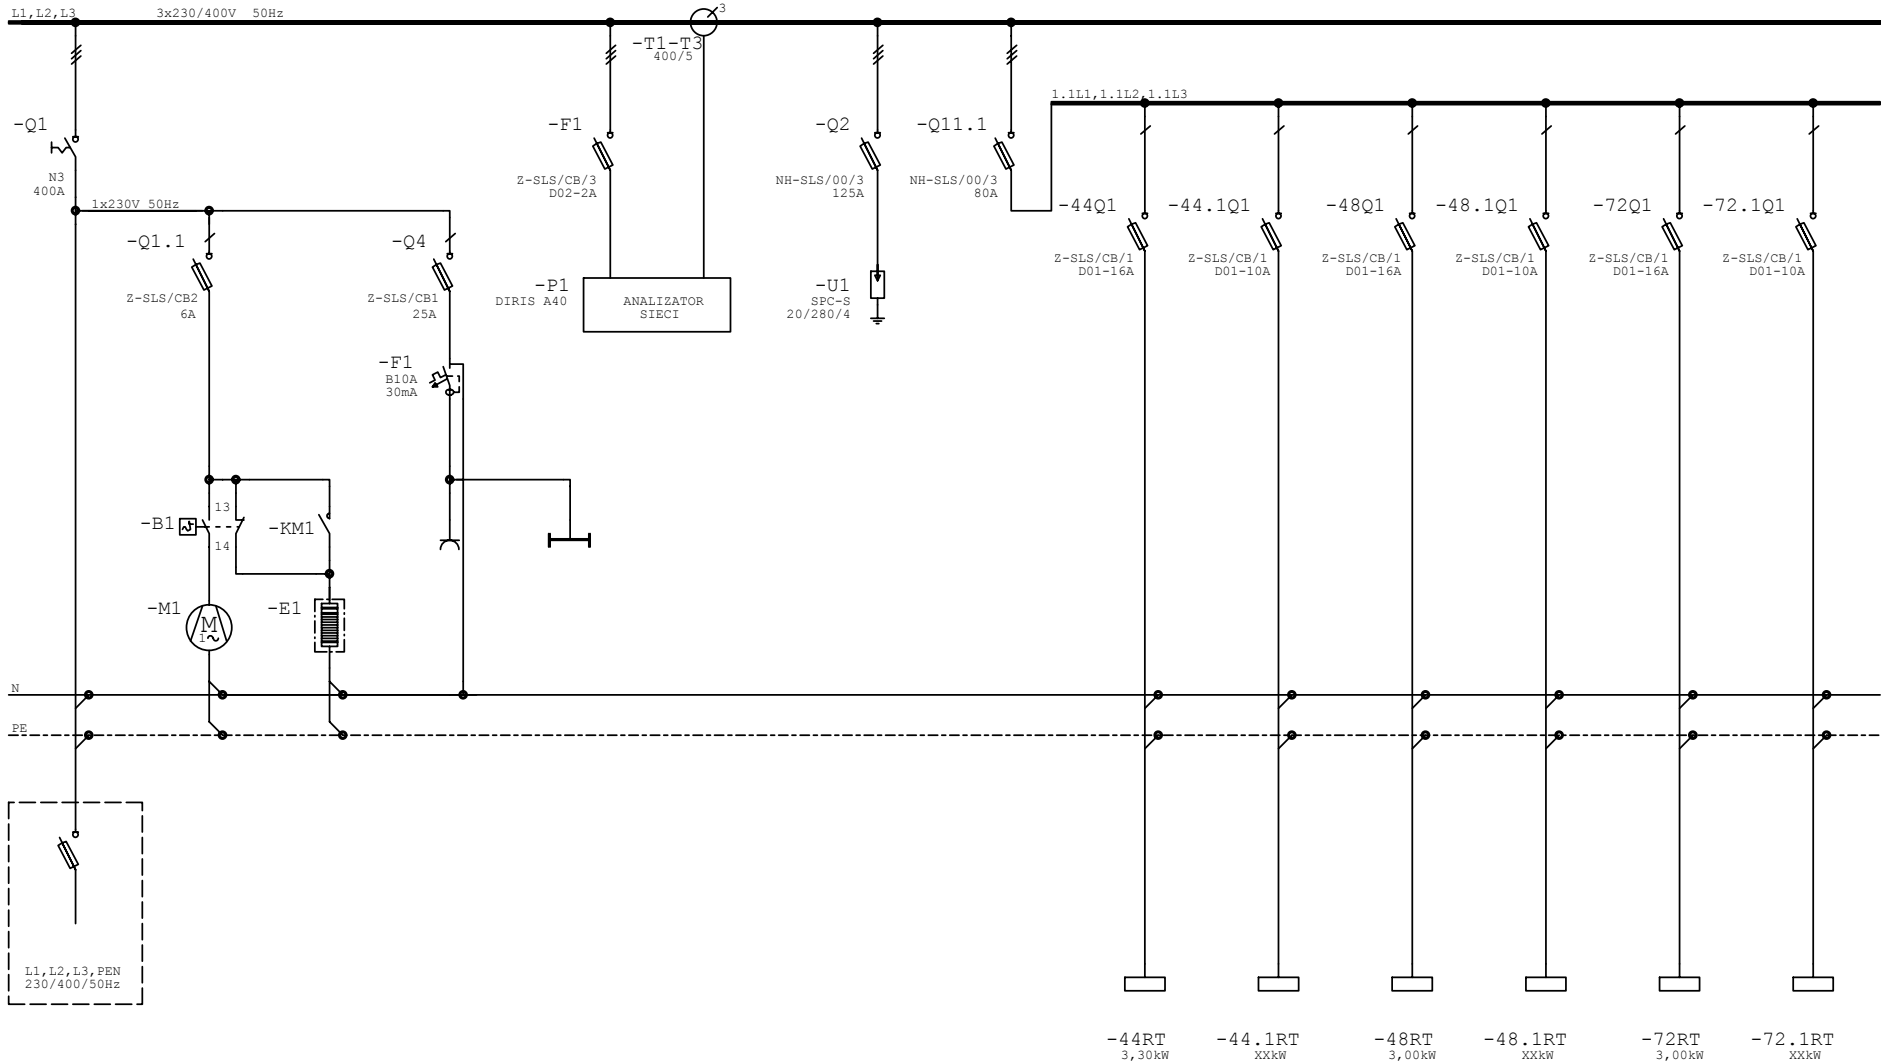 L1,L2,L3 3x230/400V 50Hz
3
-T1-T3
400/5
1.1L1,1.1L2,1.1L3
-Q1
N3
400A
-F1
Z-SLS/CB/3
D02-2A
-Q2
NH-SLS/00/3
125A
-Q11.1
NH-SLS/00/3
80A
1x230V 50Hz
-44Q1
Z-SLS/CB/1
D01-16A
-44.1Q1
Z-SLS/CB/1
D01-10A
-48Q1
Z-SLS/CB/1
D01-16A
-48.1Q1
Z-SLS/CB/1
D01-10A
-72Q1
Z-SLS/CB/1
D01-16A
-72.1Q1
Z-SLS/CB/1
D01-10A
-Q1.1
Z-SLS/CB2
6A
-Q4
Z-SLS/CB1
25A
-P1
DIRIS A40
ANALIZATOR
SIECI
-U1
SPC-S
20/280/4
-F1
B10A
30mA
13
-B1
14
-KM1
-M1
M
1
-E1
N
PE
L1,L2,L3,PEN
230/400/50Hz
-44RT
3,30kW
-44.1RT
XXkW
-48RT
3,00kW
-48.1RT
XXkW
-72RT
3,00kW
-72.1RT
XXkW